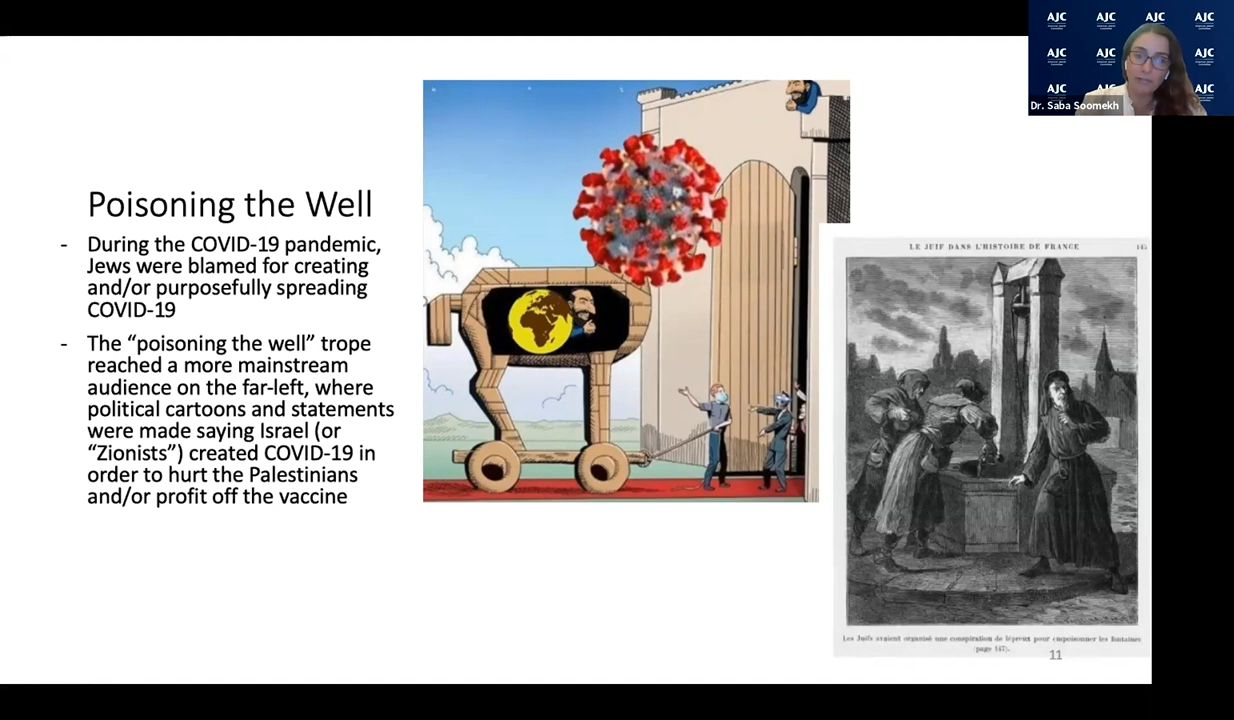 Poisoning the Well
- During the COVID-19 pandemic,
Jews were blamed for creating
and/or purposefully spreading
COVID-19
- The “poisoning the well” trope
reached a more mainstream
audience on the far-left, where
political cartoons and statements
were made saying Israel (or
“Zionists”) created COVID-19 in
order to hurt the Palestinians
and/or profit off the vaccine
AJC AJC AJC AJC
AJC AJC AJC
AJC AJC
Dr. Saba Soomekh
LE JUIF DANS L'HISTOIRE DE FRANCE
Les Juifs avaient organisé une conspiration de lépreux pour empoisonner les fontaines
(page 147).
11